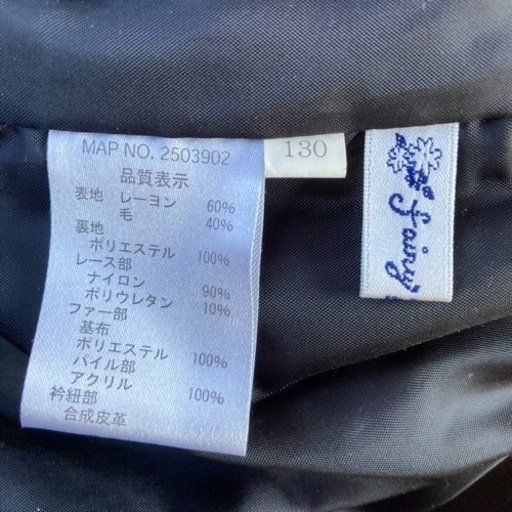 MAP NO. 2503902
品質表示
表地 レーヨン 60%
毛 40%
裏地
ポリエステル 100%
レース部
ナイロン 90%
ポリウレタン 10%
ファー部
基布
ポリエステル 100%
パイル部
アクリル 100%
衿紐部
合成皮革
130
fairy